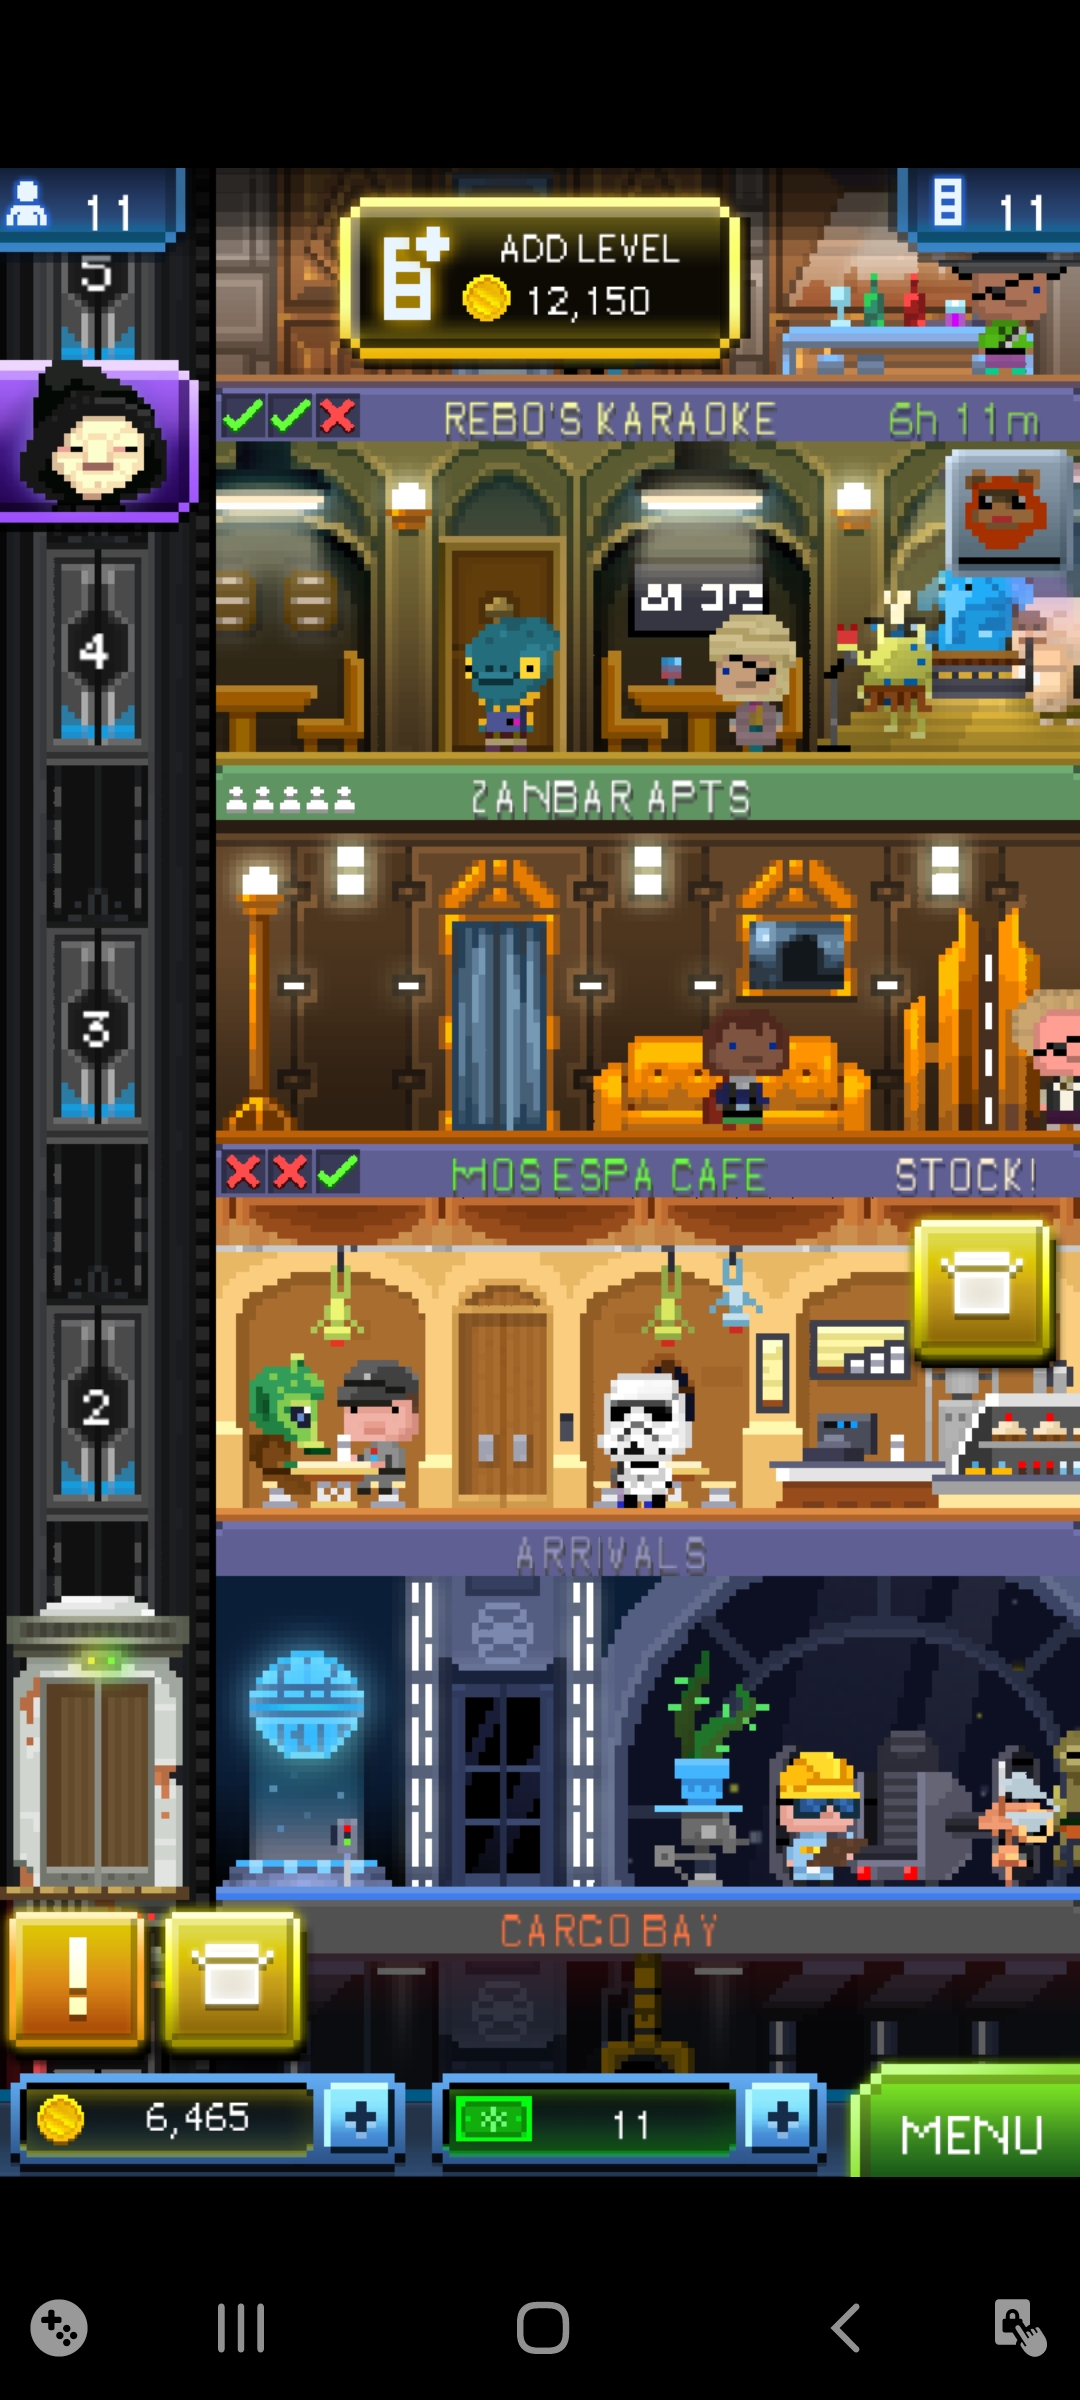 11
ADD LEVEL
12,150
11
5
REBO'S KARAOKE
6h 11m
4
ZANBAR APTS
3
MOS ESPA CAFE
STOCK!
2
ARRIVALS
!
CARGO BAY
6,465
+
11
+
MENU